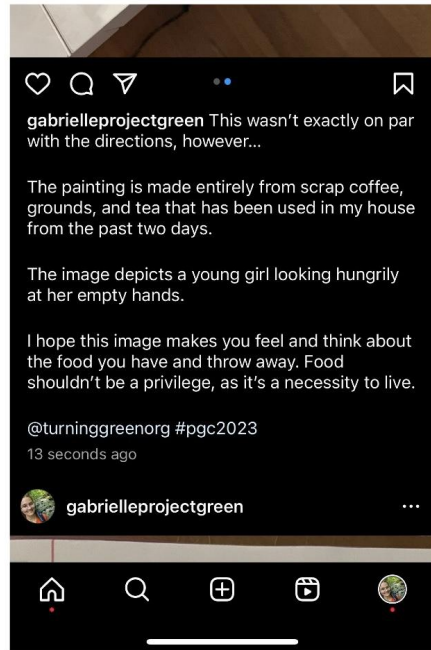 gabrielleprojectgreen This wasn't exactly on par
with the directions, however...
The painting is made entirely from scrap coffee,
grounds, and tea that has been used in my house
from the past two days.
The image depicts a young girl looking hungrily
at her empty hands.
I hope this image makes you feel and think about
the food you have and throw away. Food
shouldn't be a privilege, as it's a necessity to live.
@turninggreenorg #pgc2023
13 seconds ago
gabrielleprojectgreen